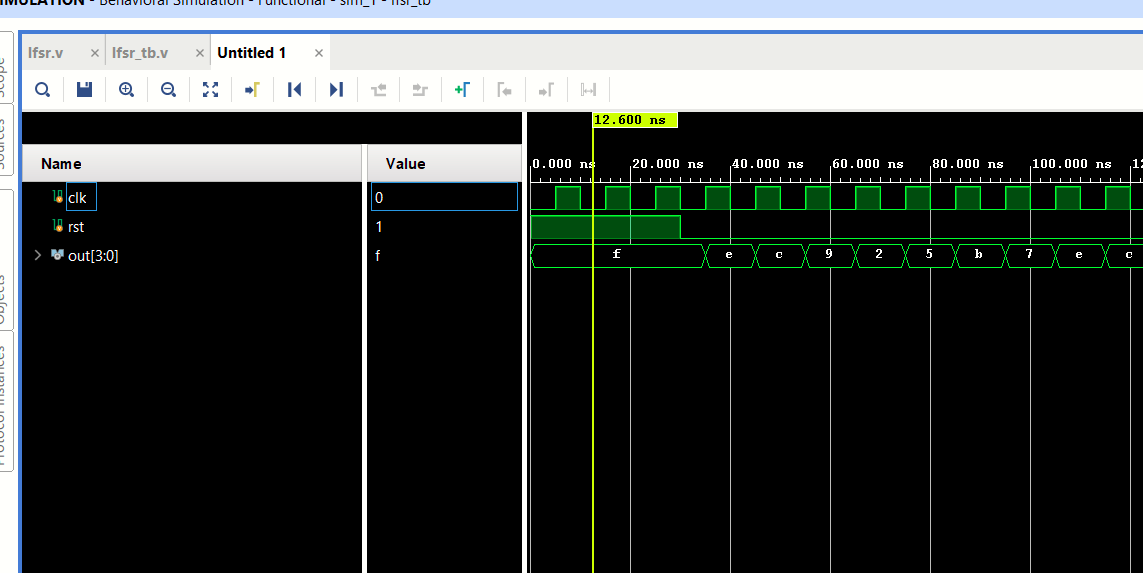 SIMULATION - Behavioral Simulation - Functional - sim_1 - lfsr_tb
lfsr.v × lfsr_tb.v × Untitled 1 ×
12.600 ns
Name Value
0.000 ns 20.000 ns 40.000 ns 60.000 ns 80.000 ns 100.000 ns
clk 0
rst 1
out[3:0] f
f e c 9 2 5 b 7 e c
Scope
Sources
Objects
Protocol Instances